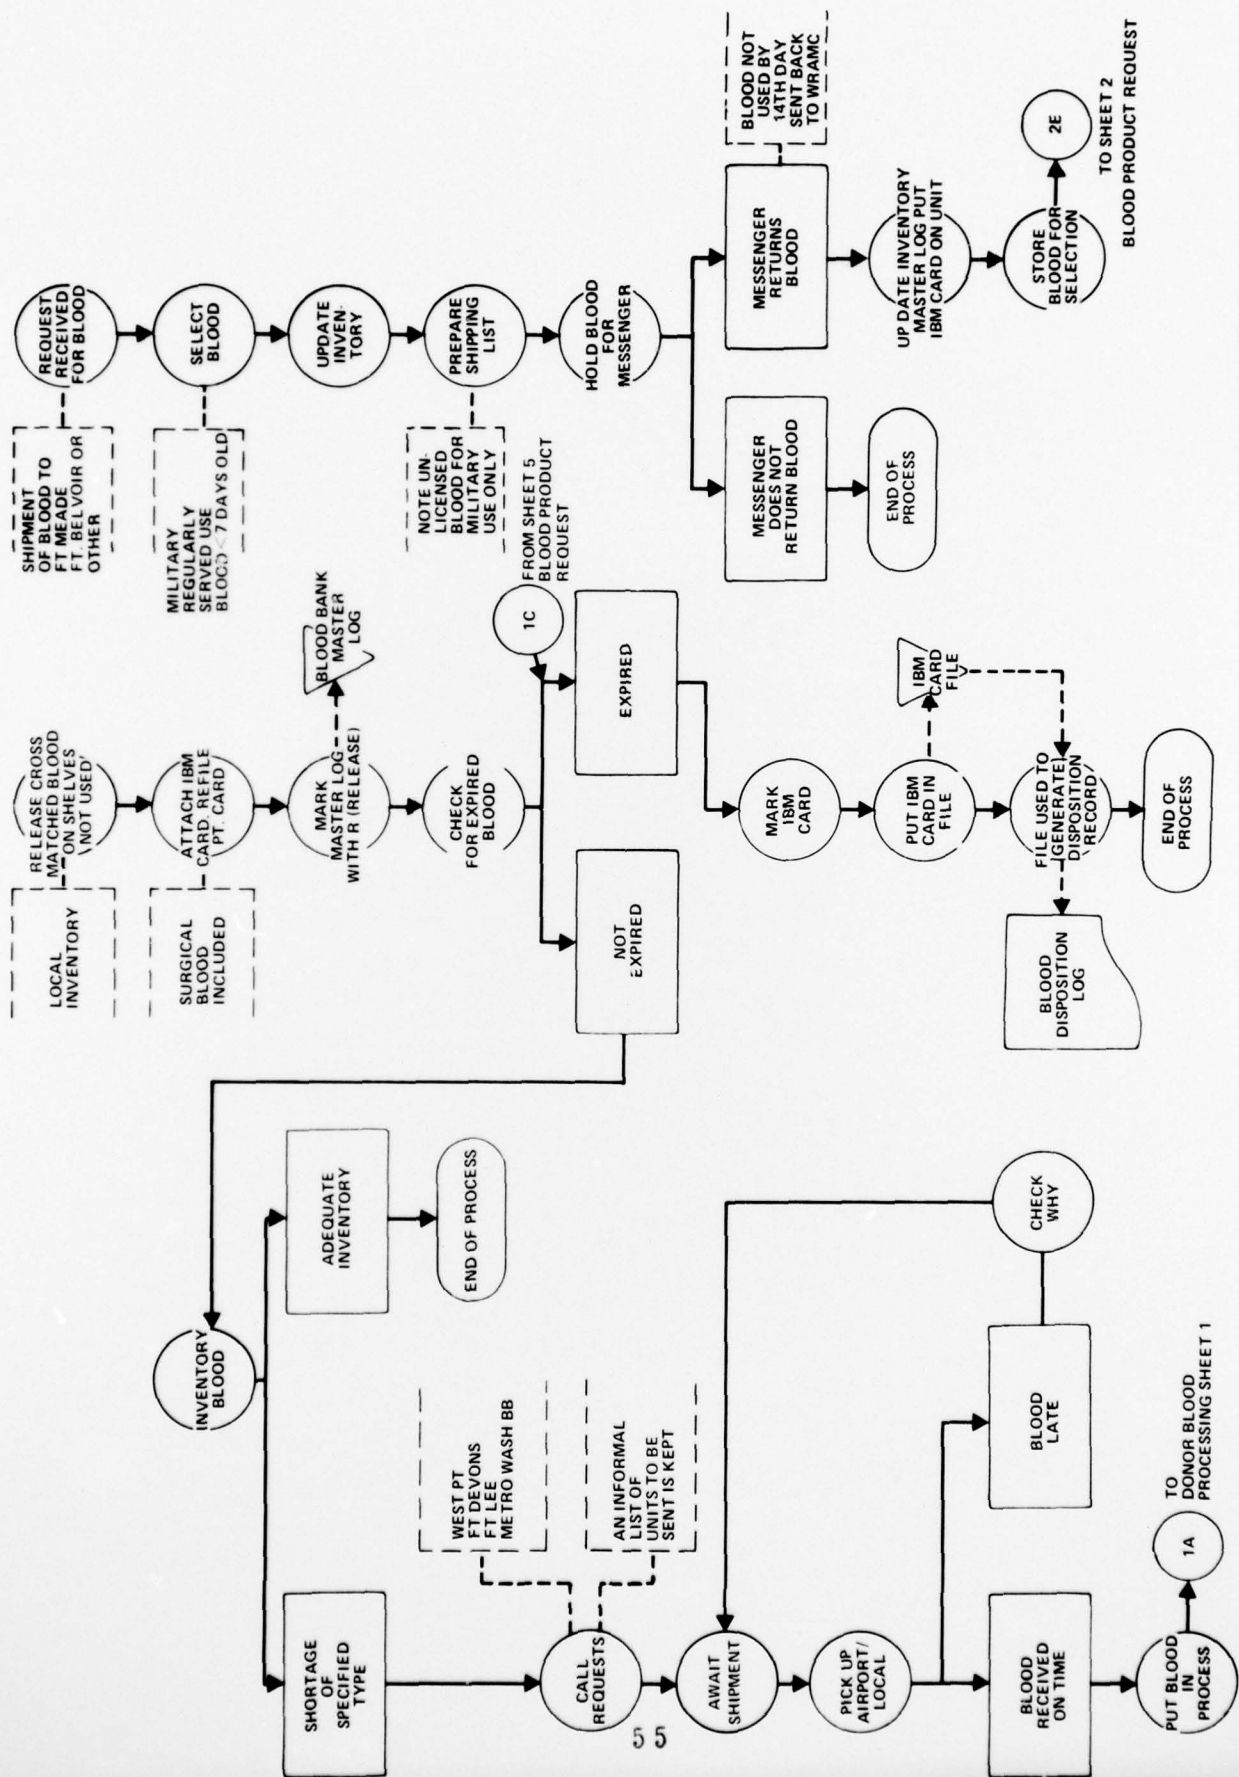 INVENTORY
BLOOD
SHORTAGE
OF
SPECIFIED
TYPE
ADEQUATE
INVENTORY
END OF PROCESS
CALL
REQUESTS
WEST PT
FT DEVONS
FT LEE
METRO WASH BB
AN INFORMAL
LIST OF
UNITS TO BE
SENT IS KEPT
AWAIT
SHIPMENT
PICK UP
AIRPORT/
LOCAL
BLOOD
RECEIVED
ON TIME
BLOOD
LATE
CHECK
WHY
PUT BLOOD
IN
PROCESS
1A
TO
DONOR BLOOD
PROCESSING SHEET 1
LOCAL
INVENTORY
RELEASE CROSS
MATCHED BLOOD
ON SHELVES
'NOT USED'
SURGICAL
BLOOD
INCLUDED
ATTACH IBM
CARD. REFILE
PT. CARD
MARK
MASTER LOG
WITH R (RELEASE)
BLOOD BANK
MASTER
LOG
CHECK
FOR EXPIRED
BLOOD
1C
FROM SHEET 5
BLOOD PRODUCT
REQUEST
NOT
EXPIRED
EXPIRED
MARK
IBM
CARD
PUT IBM
CARD IN
FILE
IBM
CARD
FILE
FILE USED TO
GENERATE
DISPOSITION
RECORD
BLOOD
DISPOSITION
LOG
END OF
PROCESS
SHIPMENT
OF BLOOD TO
FT MEADE
FT. BELVOIR OR
OTHER
REQUEST
RECEIVED
FOR BLOOD
MILITARY
REGULARLY
SERVED USE
BLOOD < 7 DAYS OLD
SELECT
BLOOD
UPDATE
INVEN-
TORY
NOTE UN-
LICENSED
BLOOD FOR
MILITARY
USE ONLY
PREPARE
SHIPPING
LIST
HOLD BLOOD
FOR
MESSENGER
MESSENGER
DOES NOT
RETURN BLOOD
END OF
PROCESS
MESSENGER
RETURNS
BLOOD
BLOOD NOT
USED BY
14TH DAY
SENT BACK
TO WRAMC
UP DATE INVENTORY
MASTER LOG PUT
IBM CARD ON UNIT
STORE
BLOOD FOR
SELECTION
2E
TO SHEET 2
BLOOD PRODUCT REQUEST
55